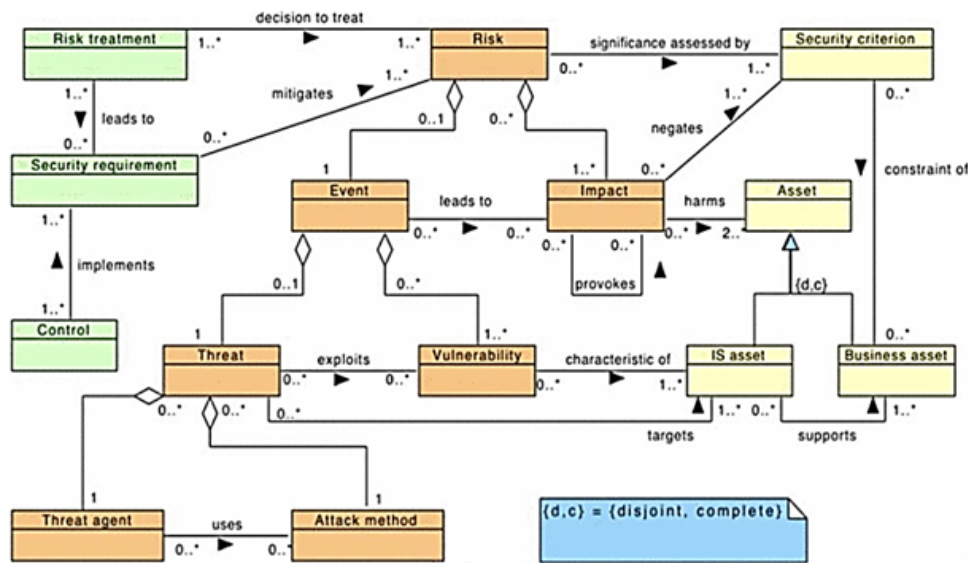 decision to treat
Risk treatment
1..*
1..*
Risk
significance assessed by
0..*
1..*
Security criterion
1..*
leads to
0..*
mitigates
1..*
0..*
0..1
0..*
negates
1..*
0..*
0..*
constraint of
Security requirement
1
Event
1..*
Impact
Asset
leads to
0..*
0..*
harms
0..*
2..*
1..*
implements
1..*
0..1
0..*
0..*
0..*
provokes
{d,c}
Control
1
Threat
exploits
0..*
0..*
1..*
Vulnerability
characteristic of
0..*
1..*
IS asset
0..*
Business asset
0..*
0..*
0..*
targets
1..*
0..*
supports
1..*
1
Threat agent
uses
0..*
0..*
1
Attack method
{d,c} = {disjoint, complete}